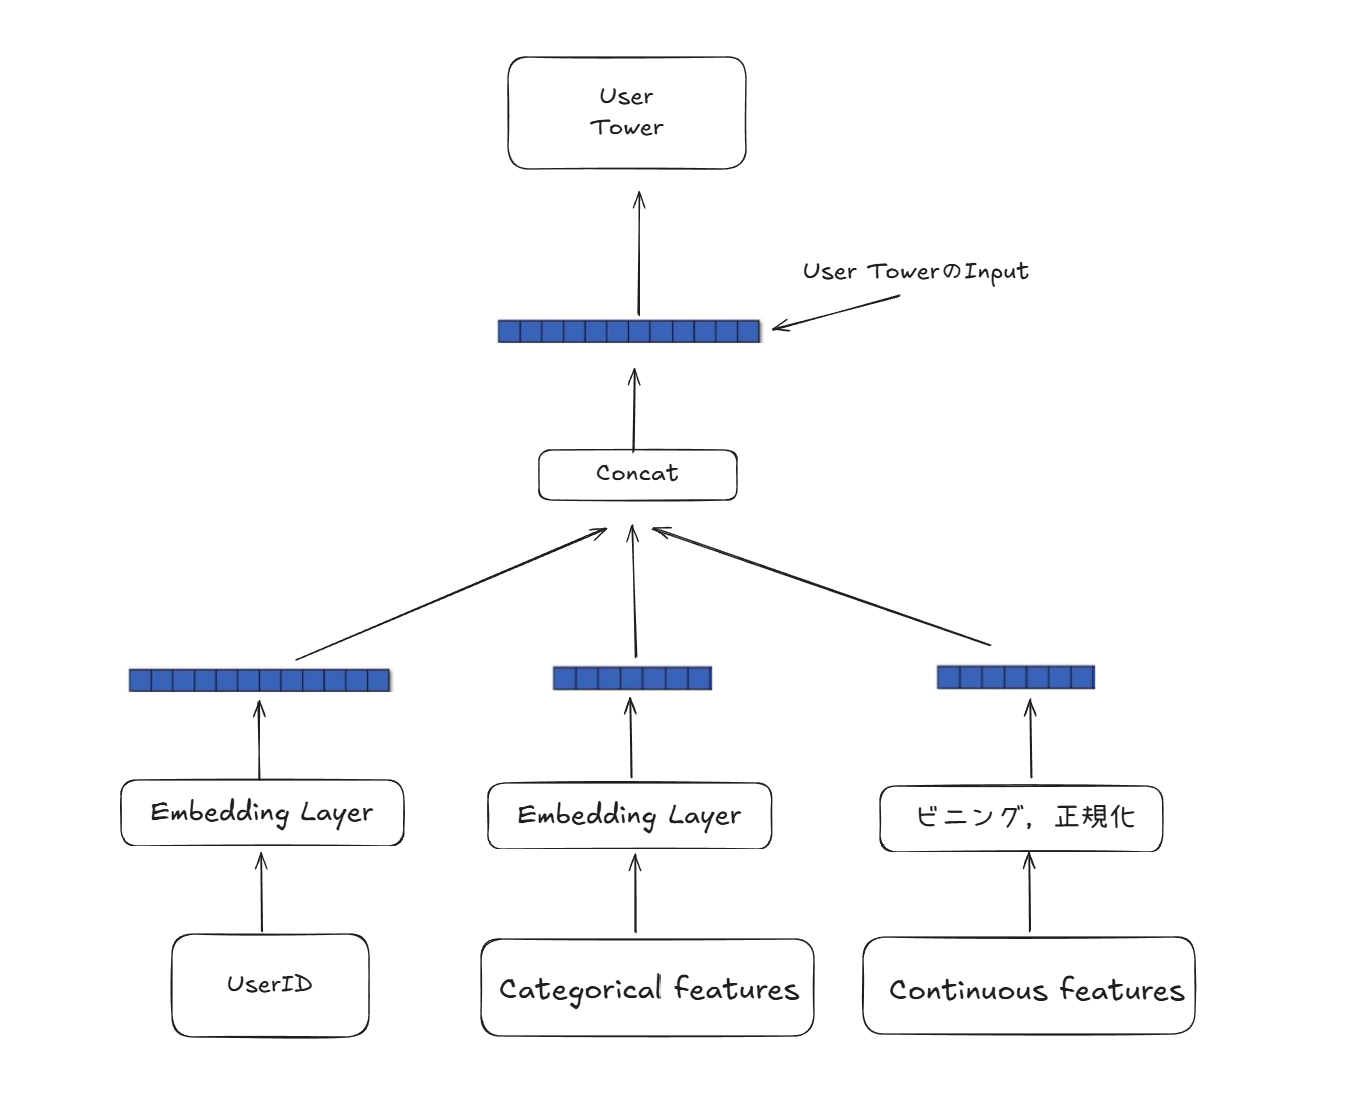 User
Tower
User TowerのInput
Concat
Embedding Layer
Embedding Layer
ビニング，正規化
UserID
Categorical features
Continuous features